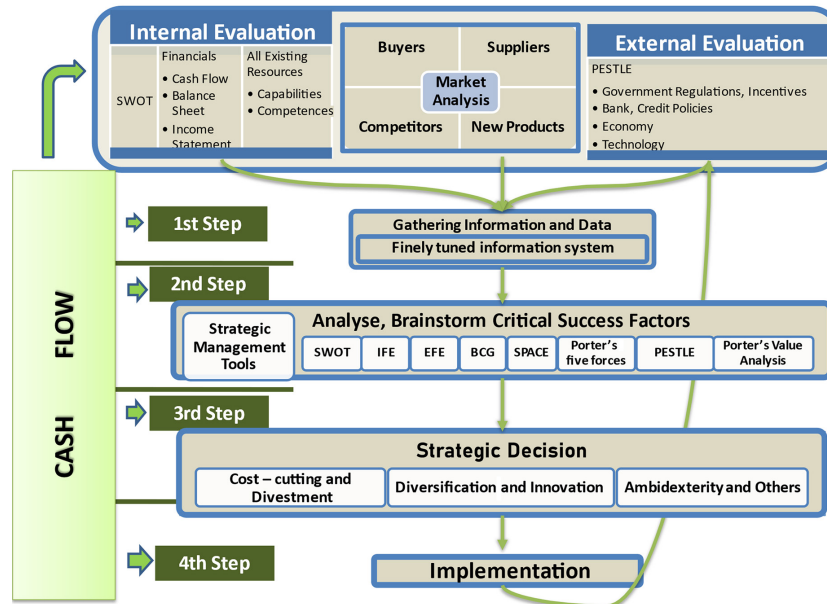 Internal Evaluation
SWOT
Financials
• Cash Flow
• Balance
Sheet
• Income
Statement
All Existing
Resources
• Capabilities
• Competences
Buyers
Suppliers
Market
Analysis
Competitors
New Products
External Evaluation
PESTLE
• Government Regulations, Incentives
• Bank, Credit Policies
• Economy
• Technology
CASH FLOW
1st Step
Gathering Information and Data
Finely tuned information system
2nd Step
Analyse, Brainstorm Critical Success Factors
Strategic
Management
Tools
SWOT
IFE
EFE
BCG
SPACE
Porter's
five forces
PESTLE
Porter's Value
Analysis
3rd Step
Strategic Decision
Cost – cutting and
Divestment
Diversification and Innovation
Ambidexterity and Others
4th Step
Implementation